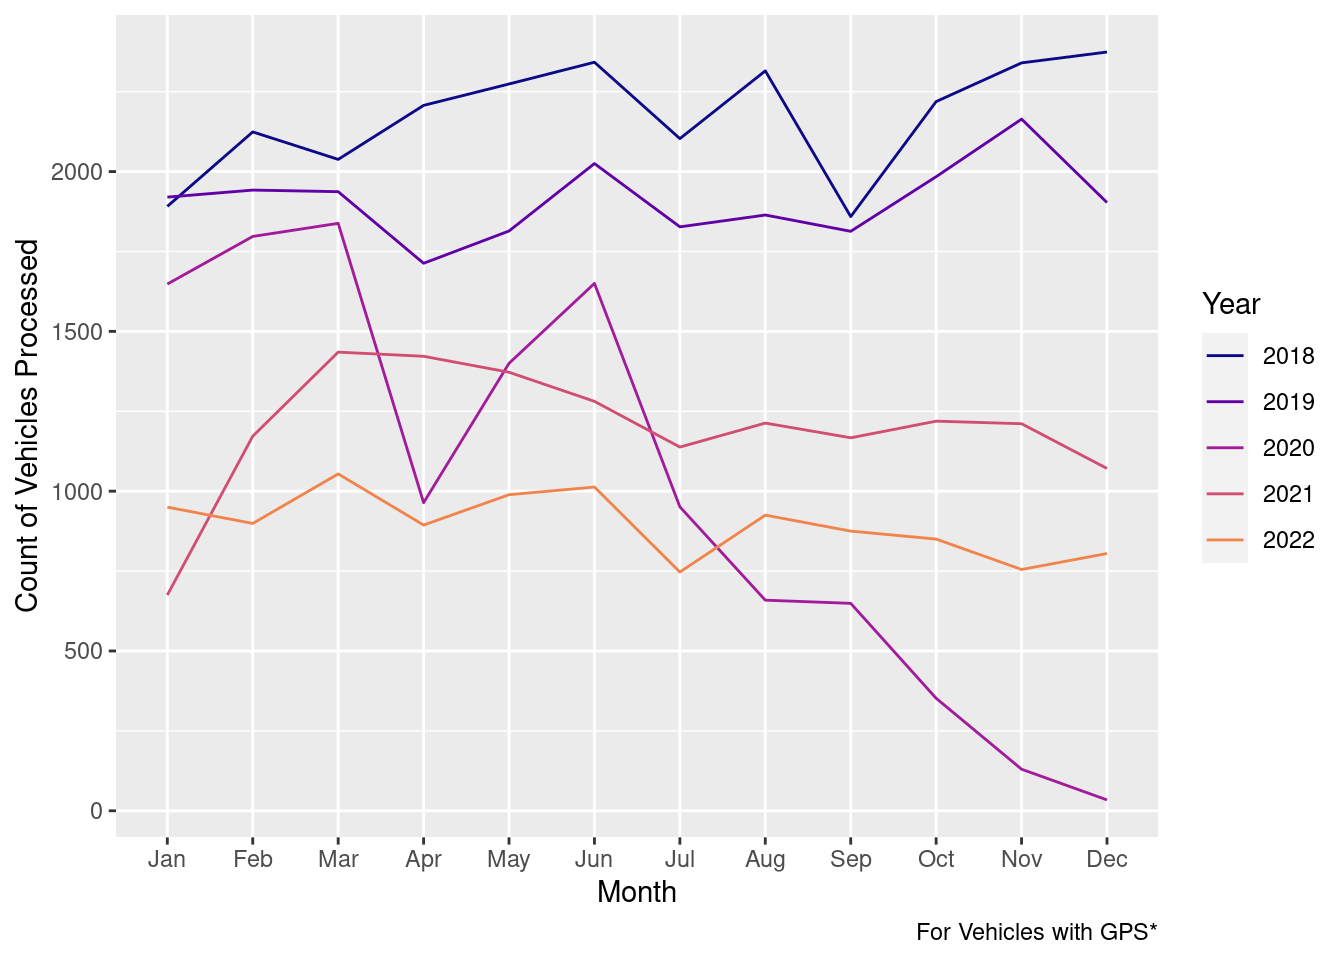 Count of Vehicles Processed
2000
1500
1000
500
0
Jan Feb Mar Apr May Jun Jul Aug Sep Oct Nov Dec
Month
For Vehicles with GPS*
Year
2018
2019
2020
2021
2022